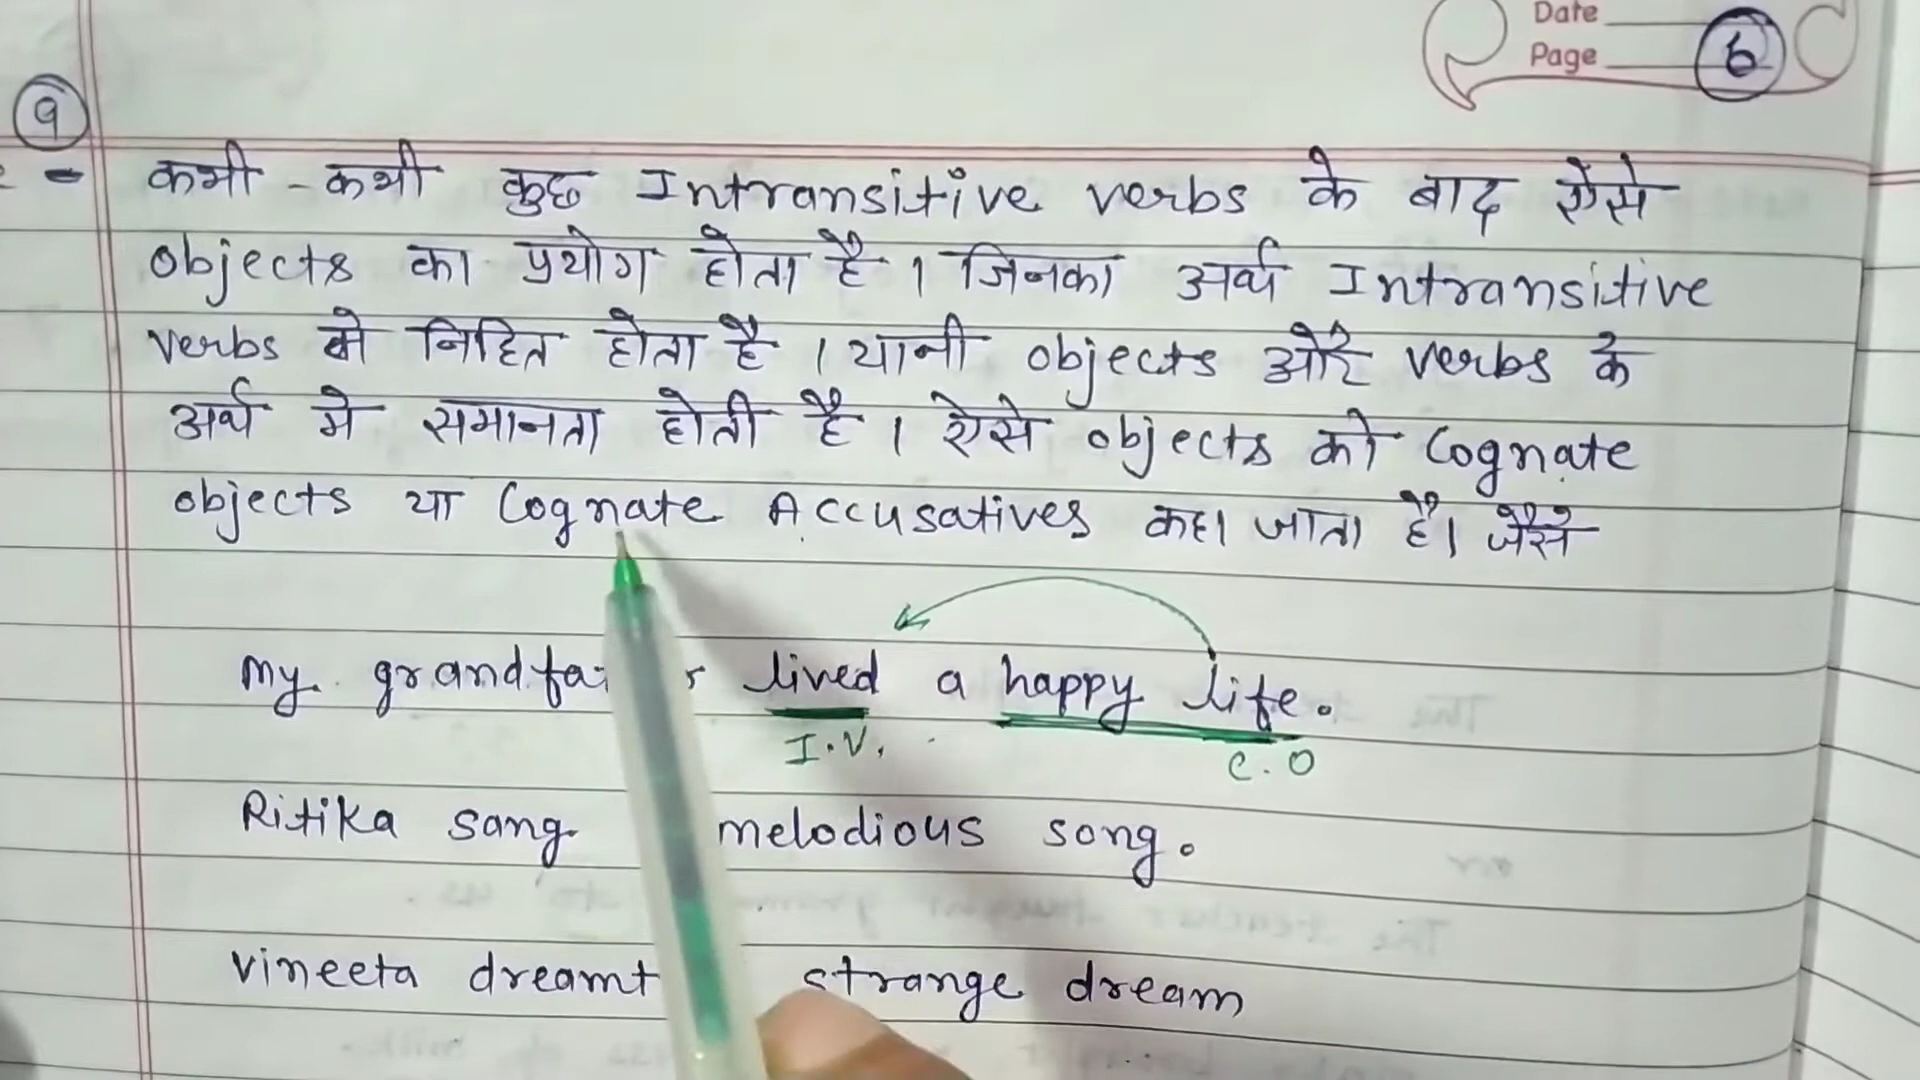 Date
Page 6
9
- कभी - कभी कुछ Intransitive verbs के बाद ऐसे
objects का प्रयोग होता है । जिनका अर्थ Intransitive
verbs मे निहित होता है । यानी objects और verbs के
अर्थ मे समानता होती है । ऐसे objects को Cognate
objects या Cognate Accusatives कहा जाता है। जैसे
My grandfa r lived a happy life.
I.V. C.O
Ritika sang melodious song.
Vineeta dreamt strange dream